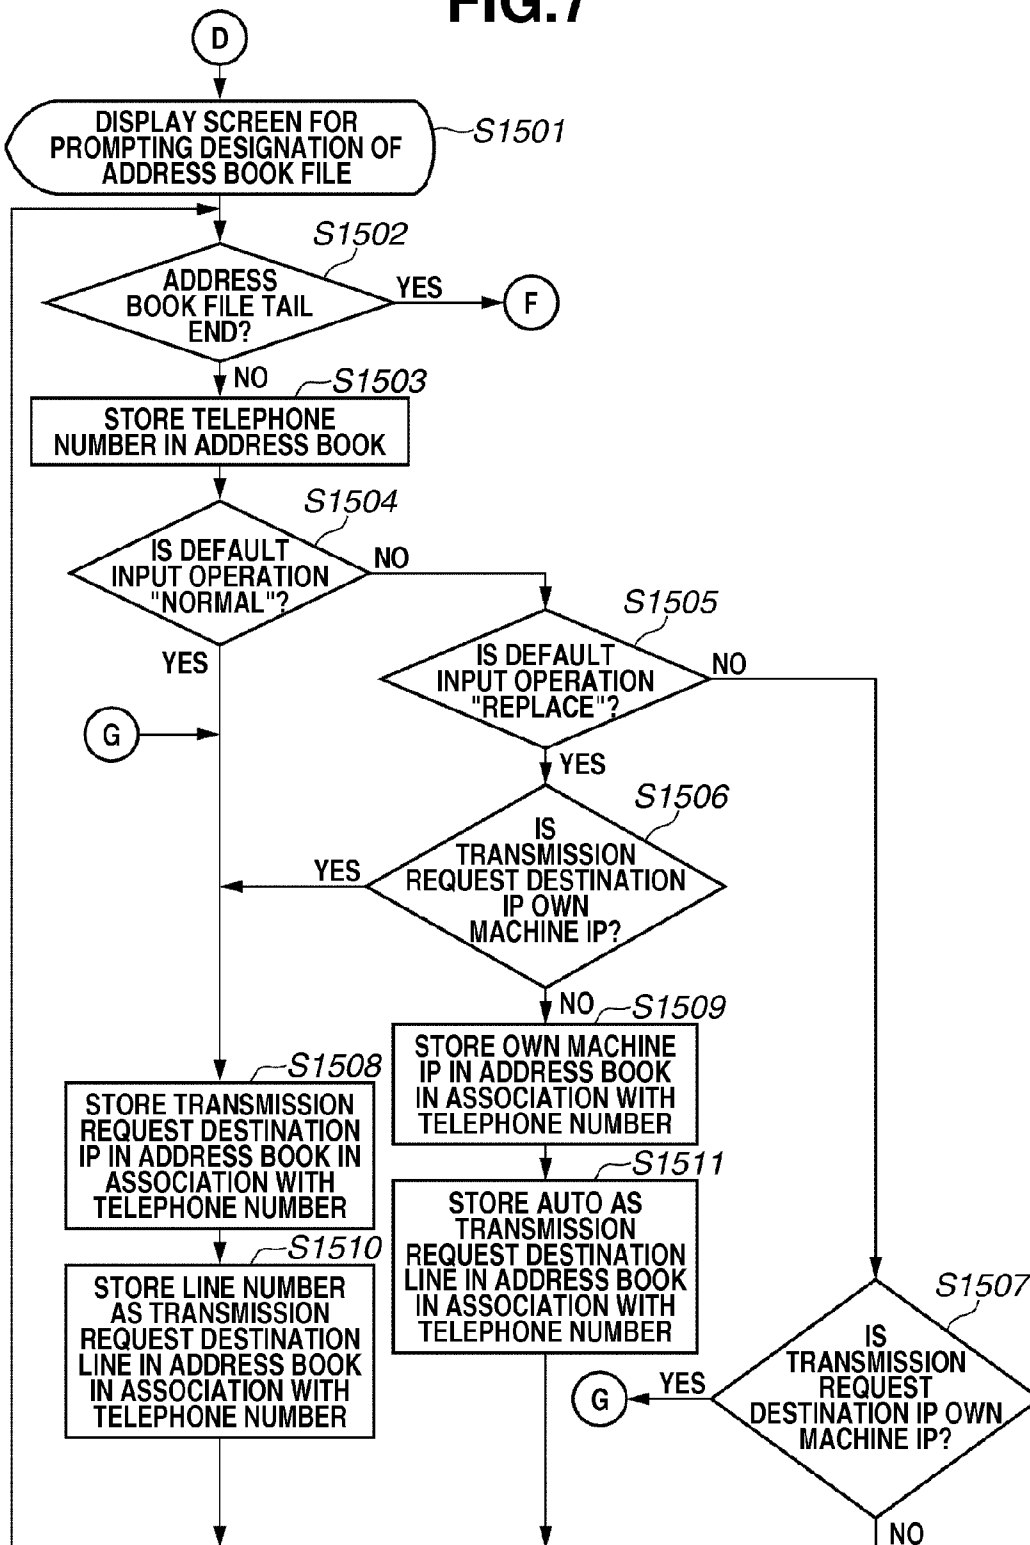 FIG.7
D
DISPLAY SCREEN FOR
PROMPTING DESIGNATION OF
ADDRESS BOOK FILE
S1501
S1502
ADDRESS
BOOK FILE TAIL
END?
YES
F
NO
S1503
STORE TELEPHONE
NUMBER IN ADDRESS BOOK
S1504
IS DEFAULT
INPUT OPERATION
"NORMAL"?
NO
YES
S1505
IS DEFAULT
INPUT OPERATION
"REPLACE"?
NO
G
YES
S1506
IS
TRANSMISSION
REQUEST DESTINATION
IP OWN
MACHINE IP?
YES
NO
S1509
STORE OWN MACHINE
IP IN ADDRESS BOOK
IN ASSOCIATION WITH
TELEPHONE NUMBER
S1508
STORE TRANSMISSION
REQUEST DESTINATION
IP IN ADDRESS BOOK IN
ASSOCIATION WITH
TELEPHONE NUMBER
S1511
STORE AUTO AS
TRANSMISSION
REQUEST DESTINATION
LINE IN ADDRESS BOOK
IN ASSOCIATION WITH
TELEPHONE NUMBER
S1510
STORE LINE NUMBER
AS TRANSMISSION
REQUEST DESTINATION
LINE IN ADDRESS BOOK
IN ASSOCIATION WITH
TELEPHONE NUMBER
S1507
IS
TRANSMISSION
REQUEST
DESTINATION IP OWN
MACHINE IP?
YES
G
NO